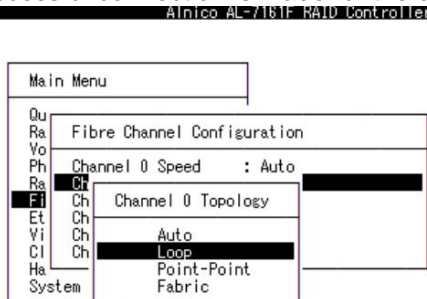 Alnico AL-7161F RAID Controller
Main Menu
Qu
Ra
Fibre Channel Configuration
Vo
Ph
Channel 0 Speed : Auto
Ra
Ch
Fi
Ch
Channel 0 Topology
Et
Ch
Vi
Ch
Auto
Cl
Ch
Loop
Ha
Point-Point
System
Fabric